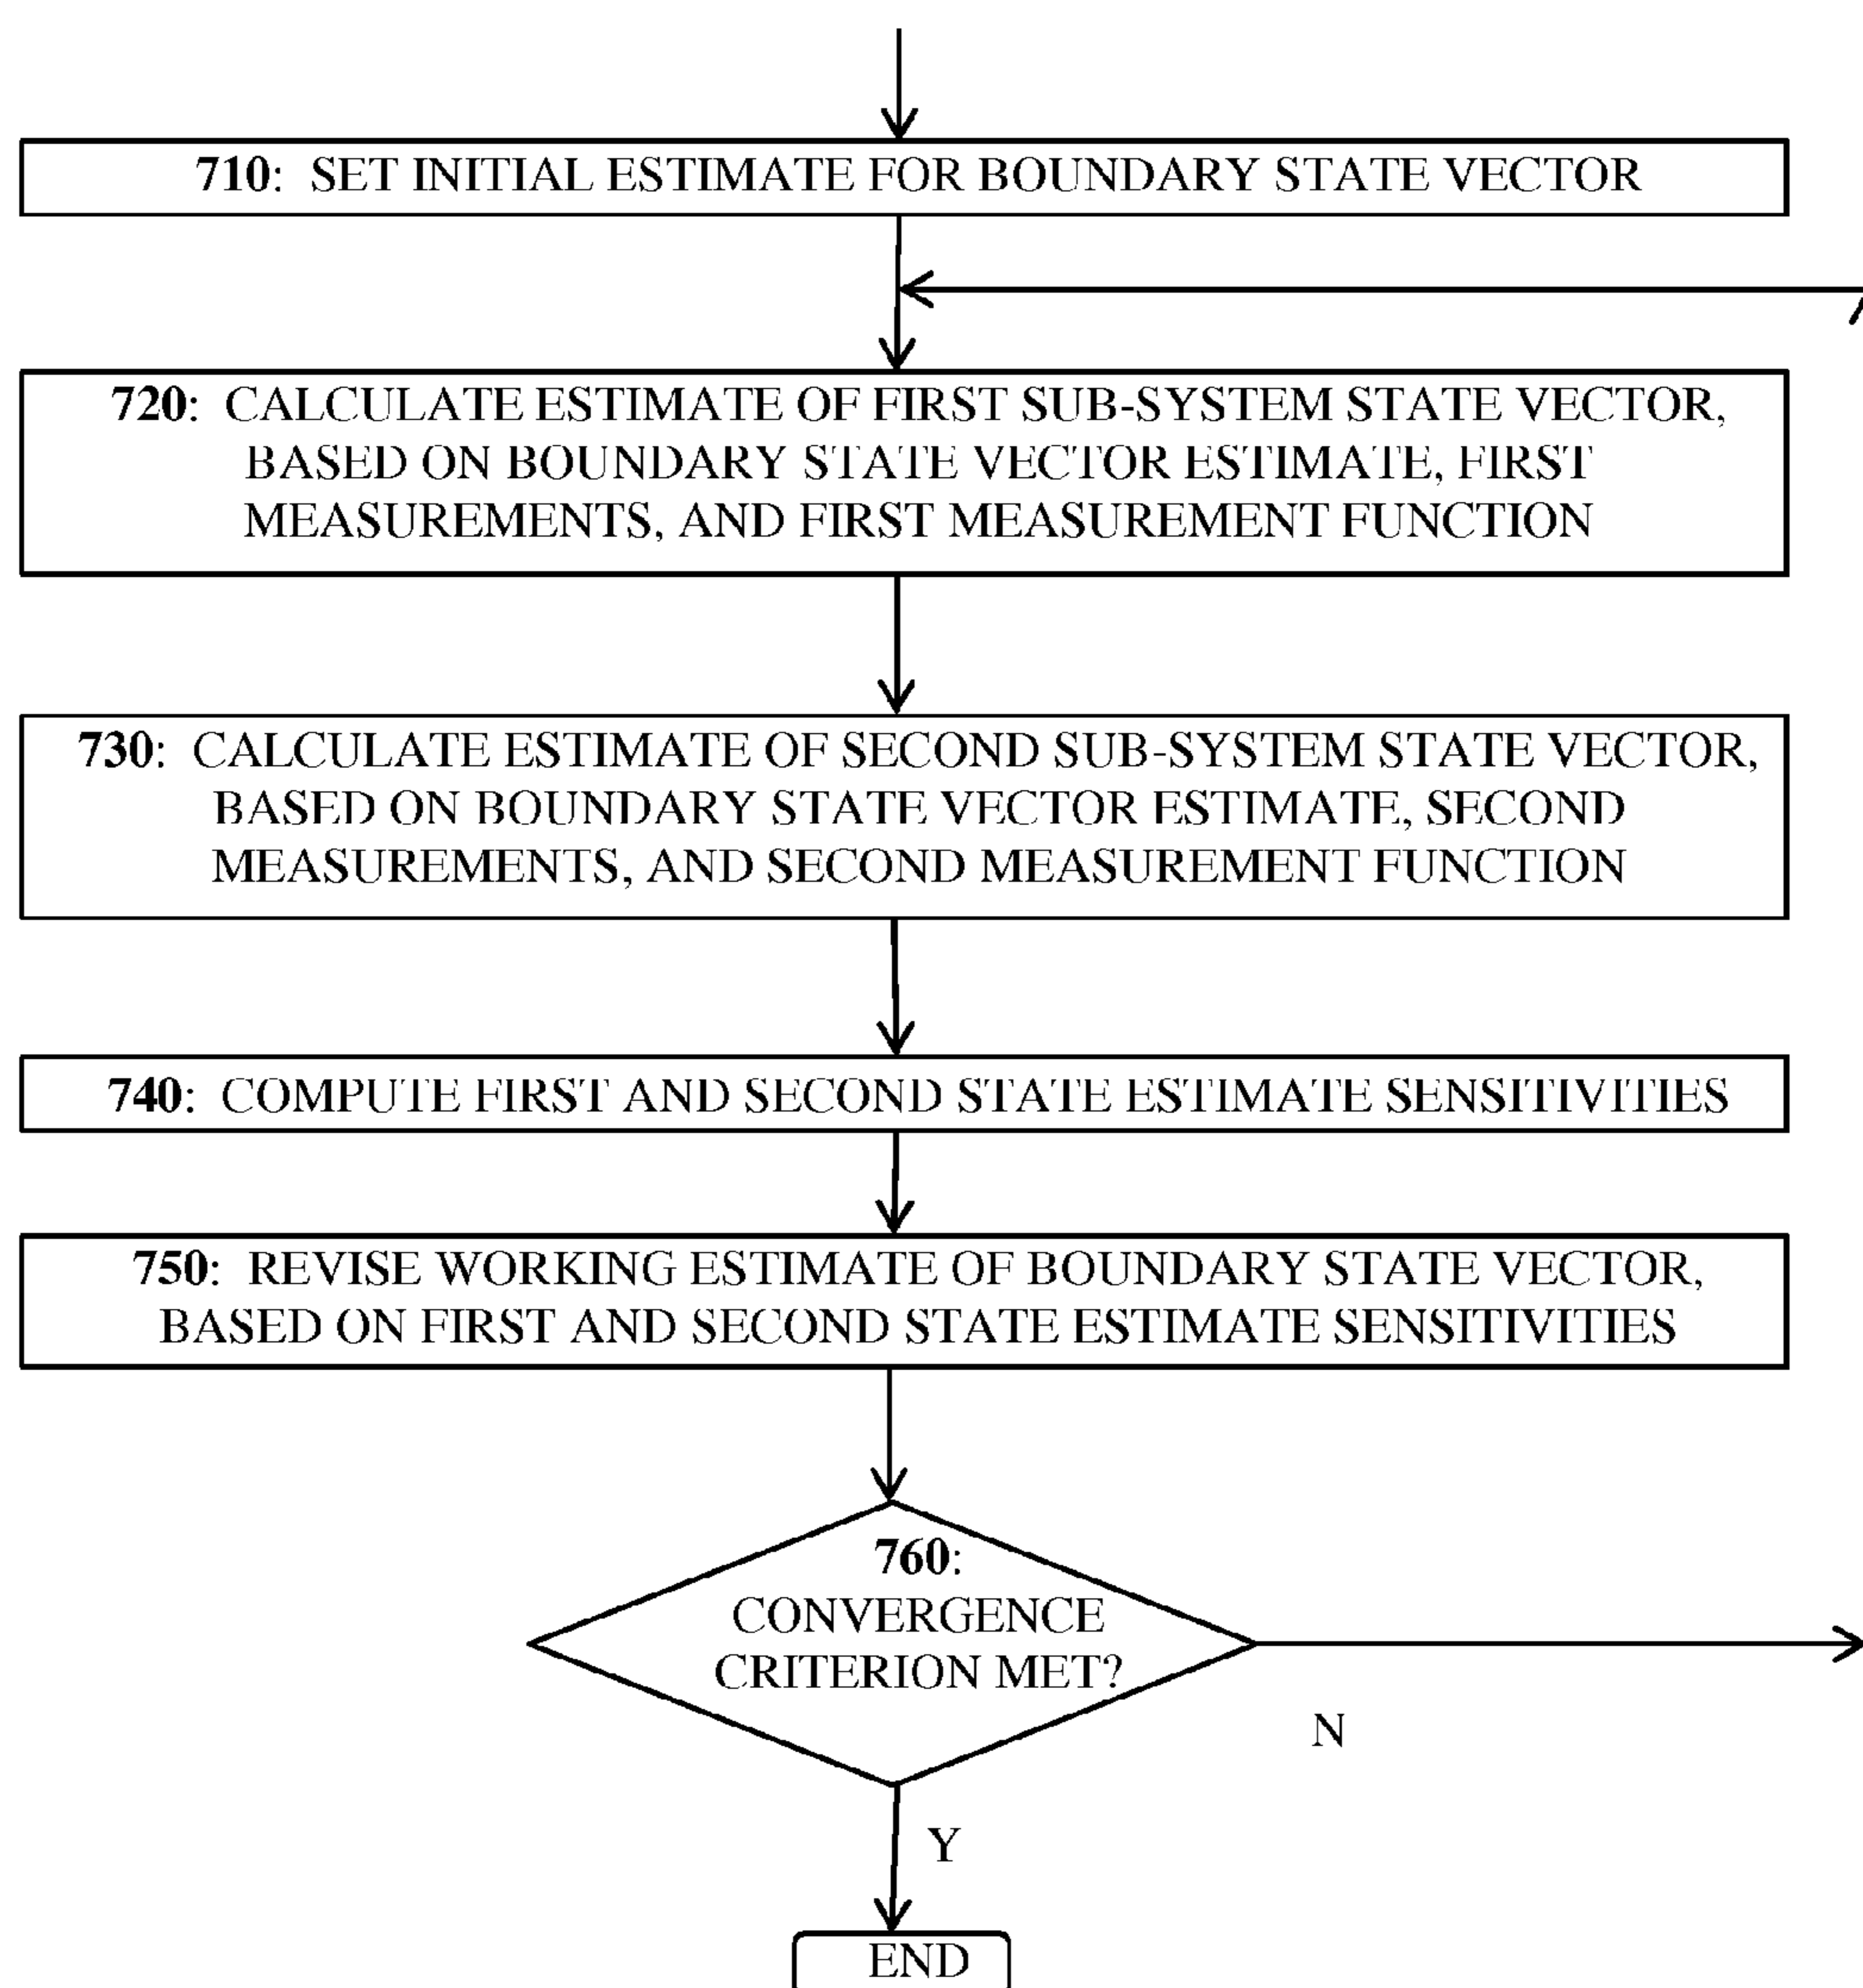 710: SET INITIAL ESTIMATE FOR BOUNDARY STATE VECTOR
720: CALCULATE ESTIMATE OF FIRST SUB-SYSTEM STATE VECTOR,
BASED ON BOUNDARY STATE VECTOR ESTIMATE, FIRST
MEASUREMENTS, AND FIRST MEASUREMENT FUNCTION
730: CALCULATE ESTIMATE OF SECOND SUB-SYSTEM STATE VECTOR,
BASED ON BOUNDARY STATE VECTOR ESTIMATE, SECOND
MEASUREMENTS, AND SECOND MEASUREMENT FUNCTION
740: COMPUTE FIRST AND SECOND STATE ESTIMATE SENSITIVITIES
750: REVISE WORKING ESTIMATE OF BOUNDARY STATE VECTOR,
BASED ON FIRST AND SECOND STATE ESTIMATE SENSITIVITIES
760:
CONVERGENCE
CRITERION MET?
N
Y
END